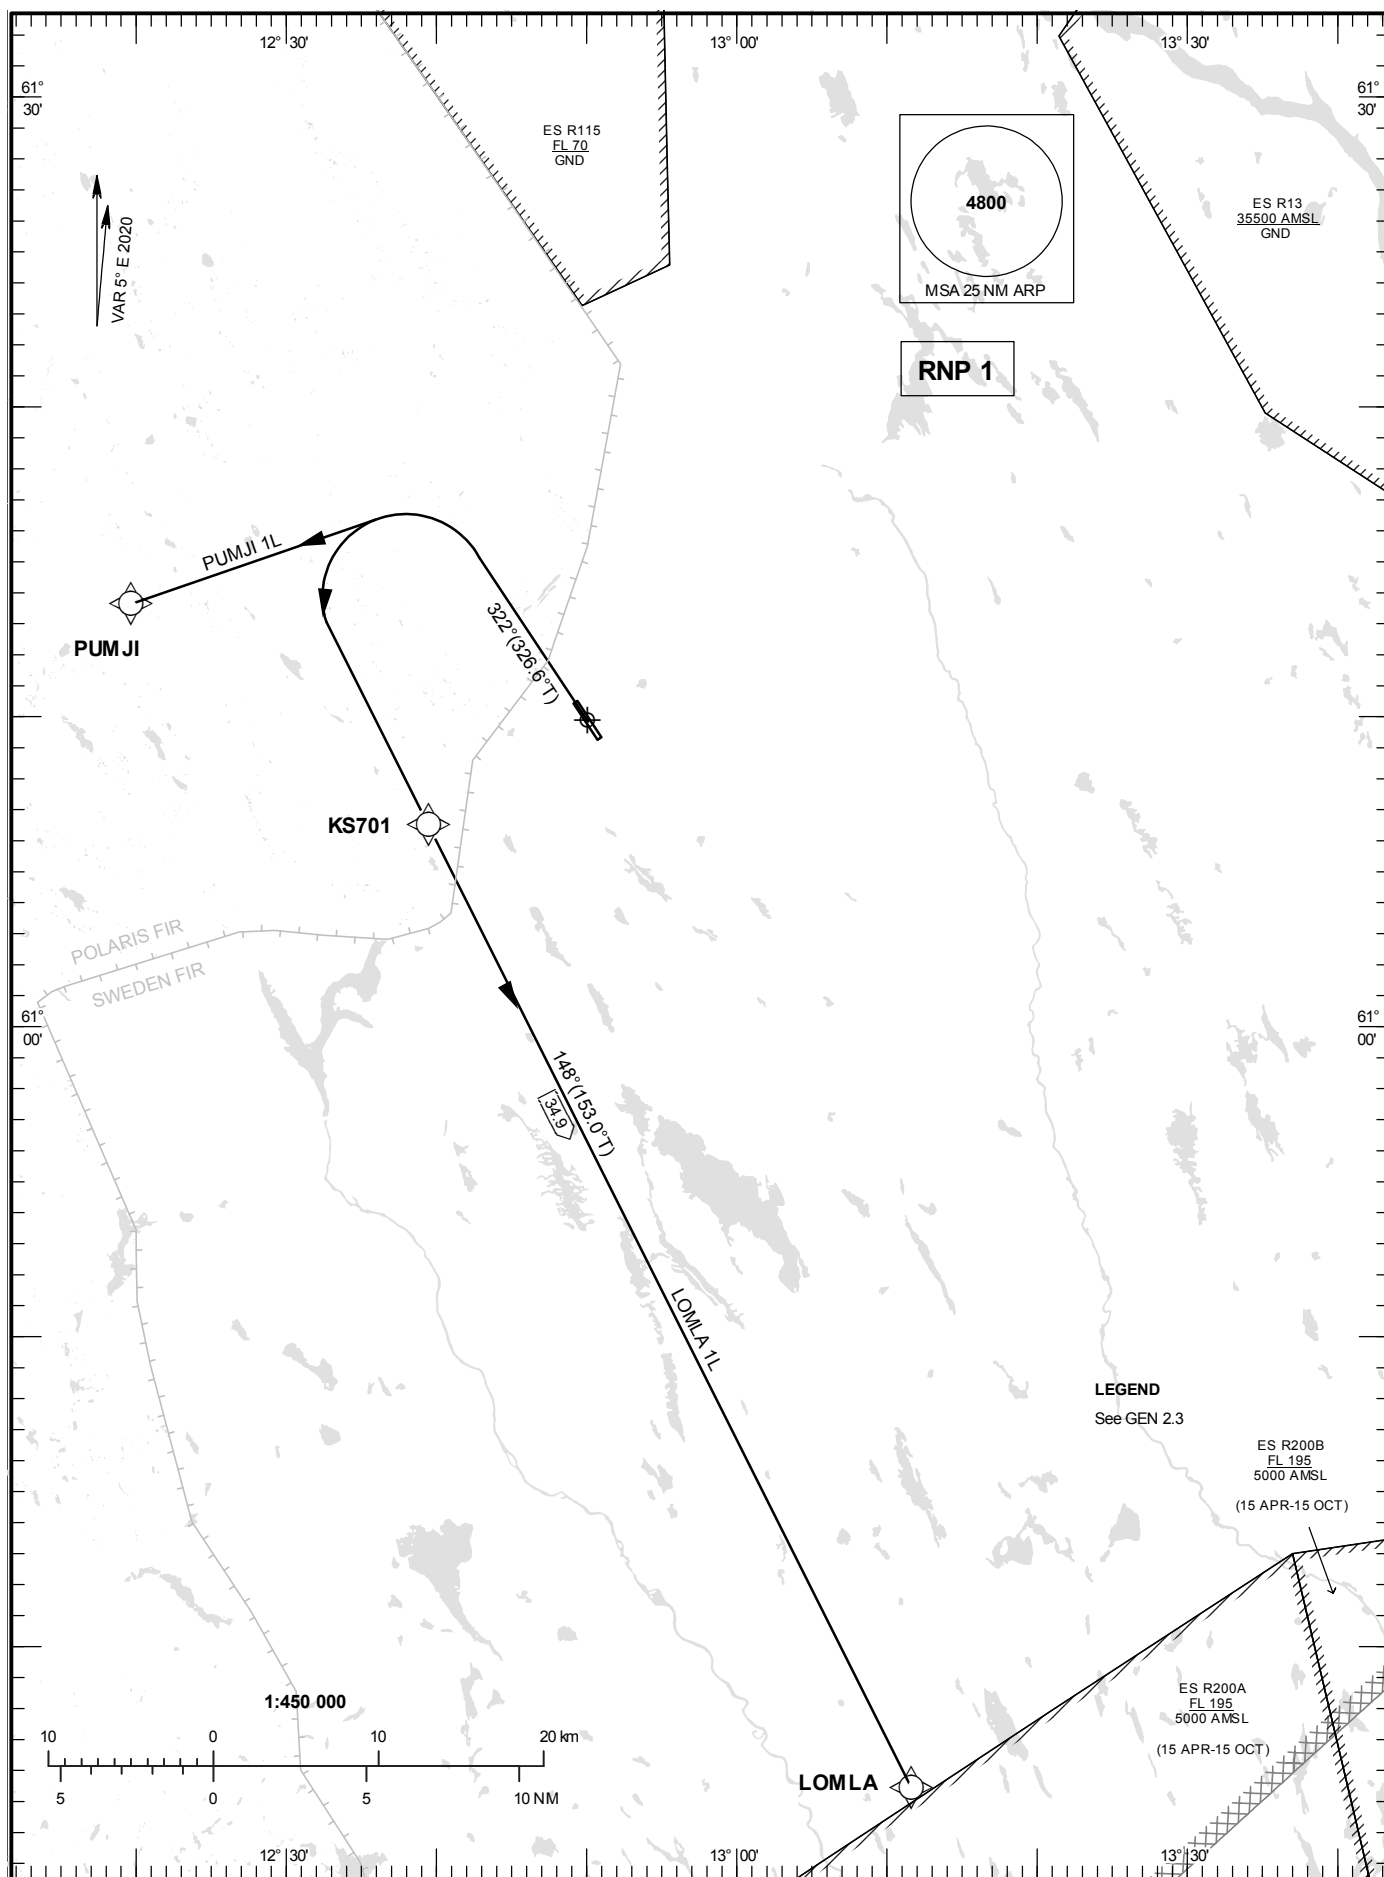 12° 30'
13° 00'
13° 30'
61°
30'
61°
30'
ES R115
FL 70
GND
4800
MSA 25 NM ARP
ES R13
35500 AMSL
GND
VAR 5° E 2020
RNP 1
PUMJI 1L
PUMJI
322°(326.6°T)
KS701
POLARIS FIR
SWEDEN FIR
61°
00'
61°
00'
148°(153.0°T)
34.9
LOMLA 1L
LEGEND
See GEN 2.3
ES R200B
FL 195
5000 AMSL
(15 APR-15 OCT)
ES R200A
FL 195
5000 AMSL
(15 APR-15 OCT)
1:450 000
10 0 10 20 km
5 0 5 10 NM
LOMLA
12° 30'
13° 00'
13° 30'